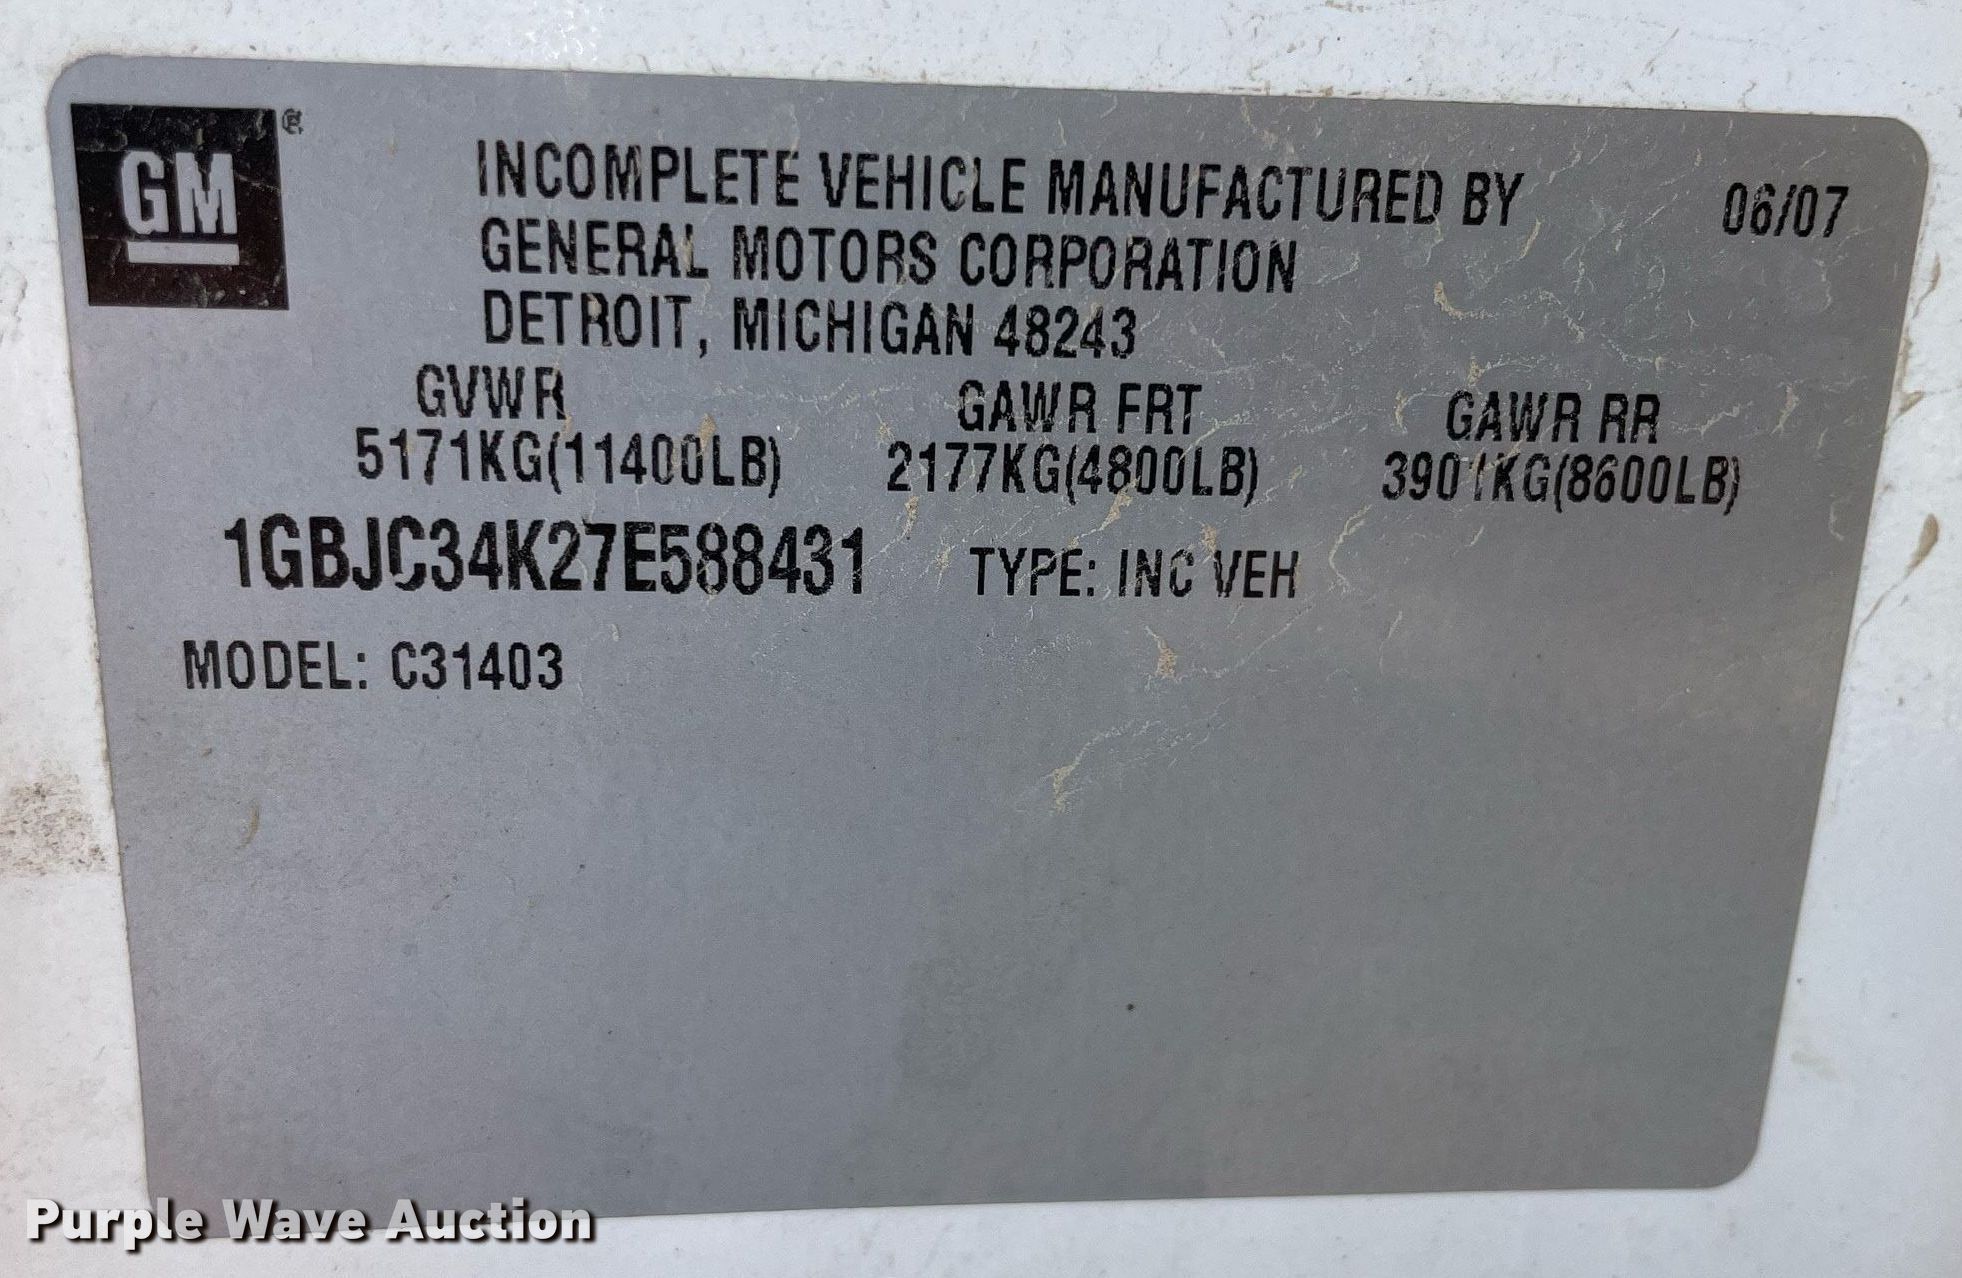 GM®
INCOMPLETE VEHICLE MANUFACTURED BY 06/07
GENERAL MOTORS CORPORATION
DETROIT, MICHIGAN 48243
GVWR GAWR FRT GAWR RR
5171KG(11400LB) 2177KG(4800LB) 3901KG(8600LB)
1GBJC34K27E588431 TYPE: INC VEH
MODEL: C31403
Purple Wave Auction